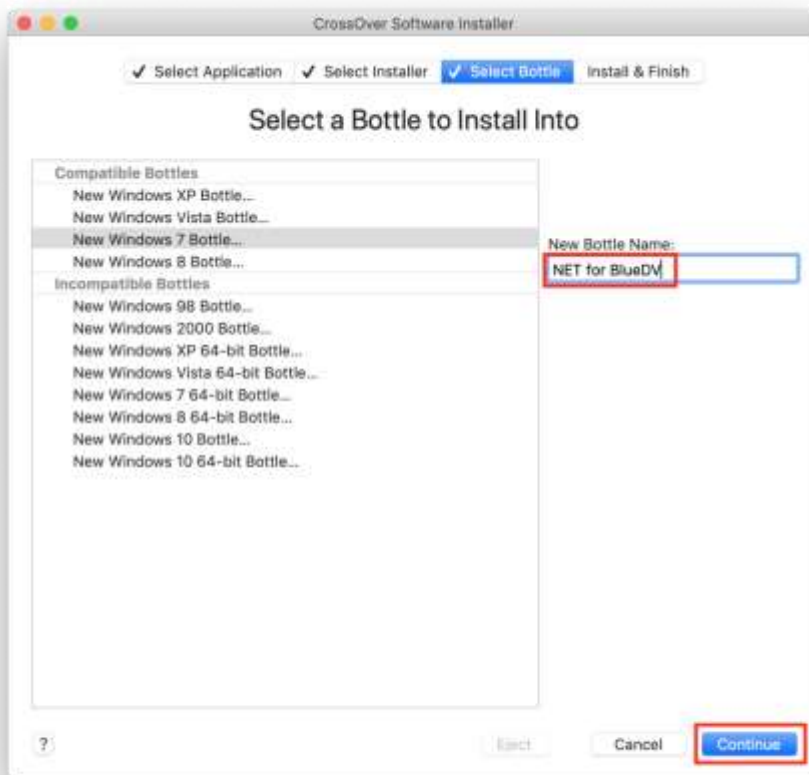 CrossOver Software Installer
✓ Select Application ✓ Select Installer ✓ Select Bottle Install & Finish
Select a Bottle to Install Into
Compatible Bottles
New Windows XP Bottle...
New Windows Vista Bottle...
New Windows 7 Bottle...
New Windows 8 Bottle...
Incompatible Bottles
New Windows 98 Bottle...
New Windows 2000 Bottle...
New Windows XP 64-bit Bottle...
New Windows Vista 64-bit Bottle...
New Windows 7 64-bit Bottle...
New Windows 8 64-bit Bottle...
New Windows 10 Bottle...
New Windows 10 64-bit Bottle...
New Bottle Name:
NET for BlueDV
? Eject Cancel Continue